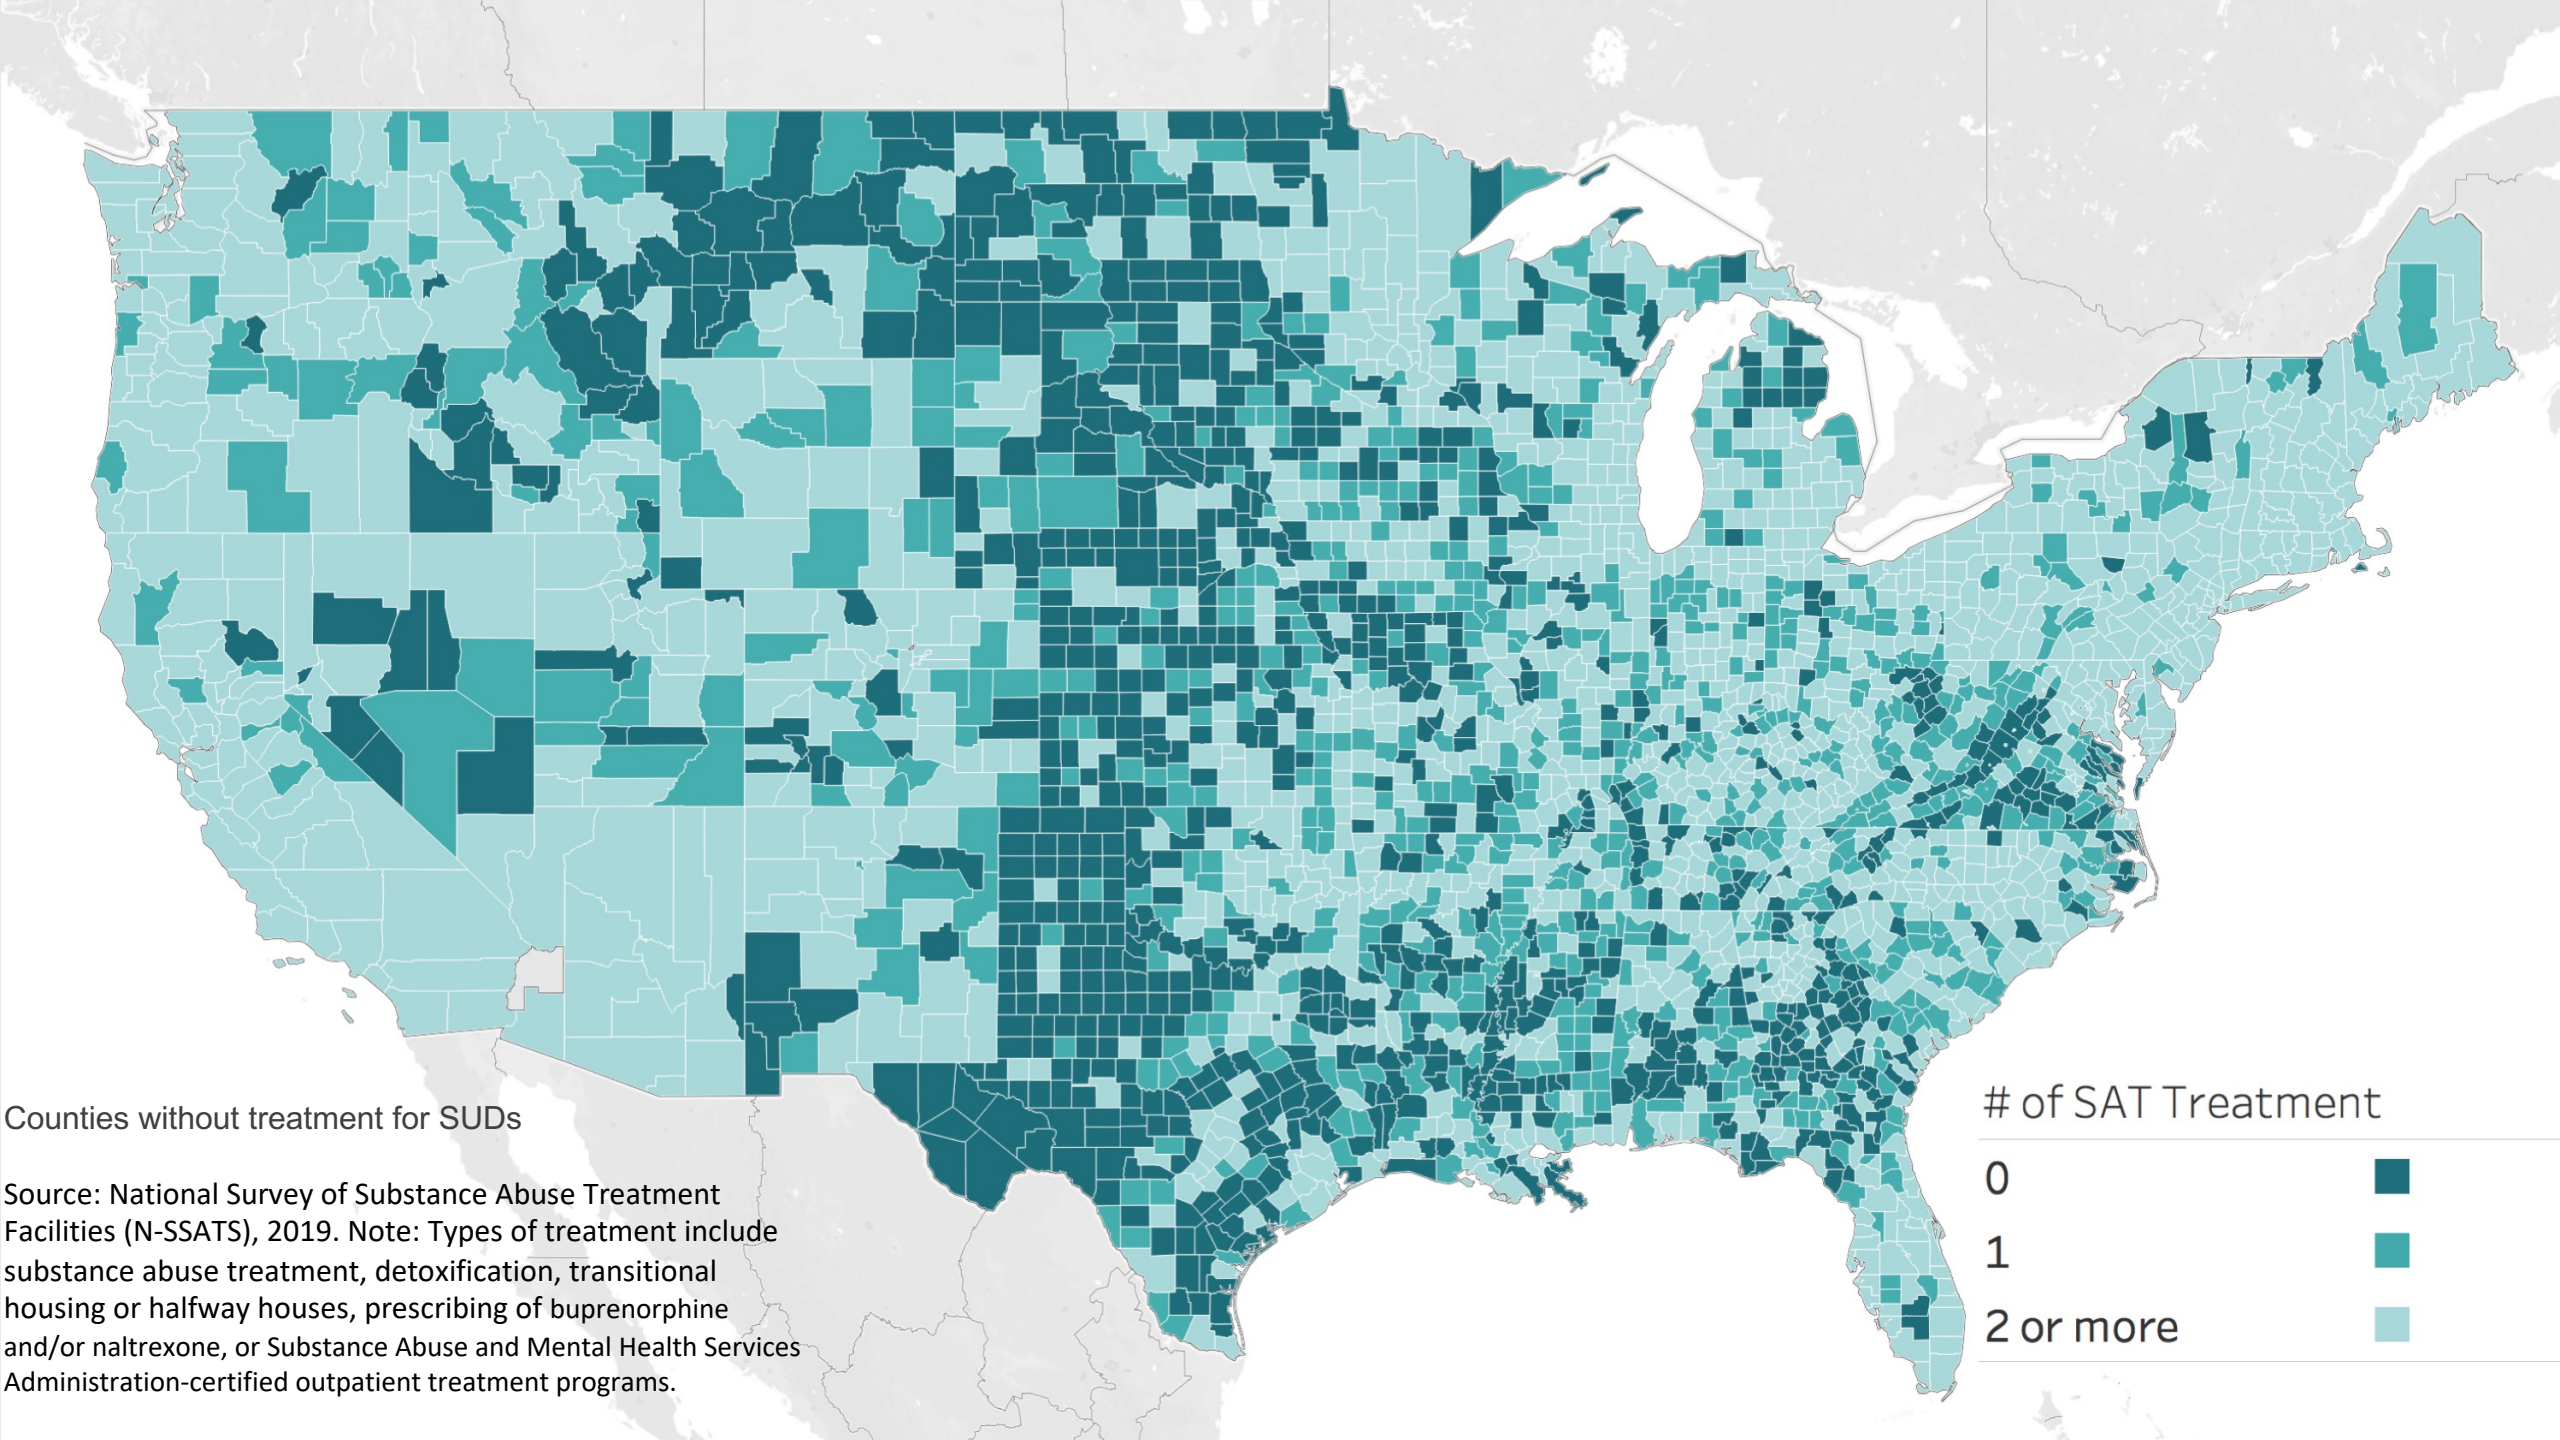 Counties without treatment for SUDs
Source: National Survey of Substance Abuse Treatment
Facilities (N-SSATS), 2019. Note: Types of treatment include
substance abuse treatment, detoxification, transitional
housing or halfway houses, prescribing of buprenorphine
and/or naltrexone, or Substance Abuse and Mental Health Services
Administration-certified outpatient treatment programs.
# of SAT Treatment
0
1
2 or more